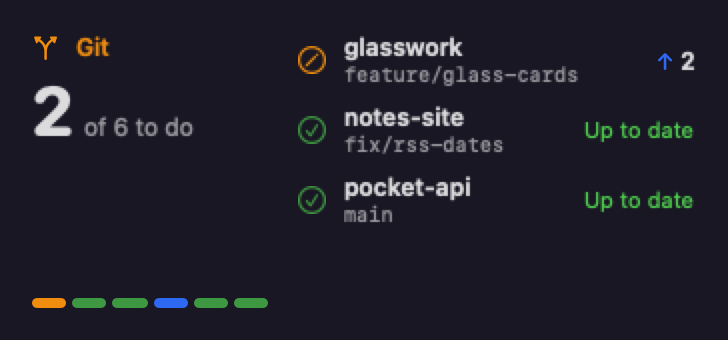 Git
2 of 6 to do
glasswork
feature/glass-cards
↑ 2
notes-site
fix/rss-dates
Up to date
pocket-api
main
Up to date